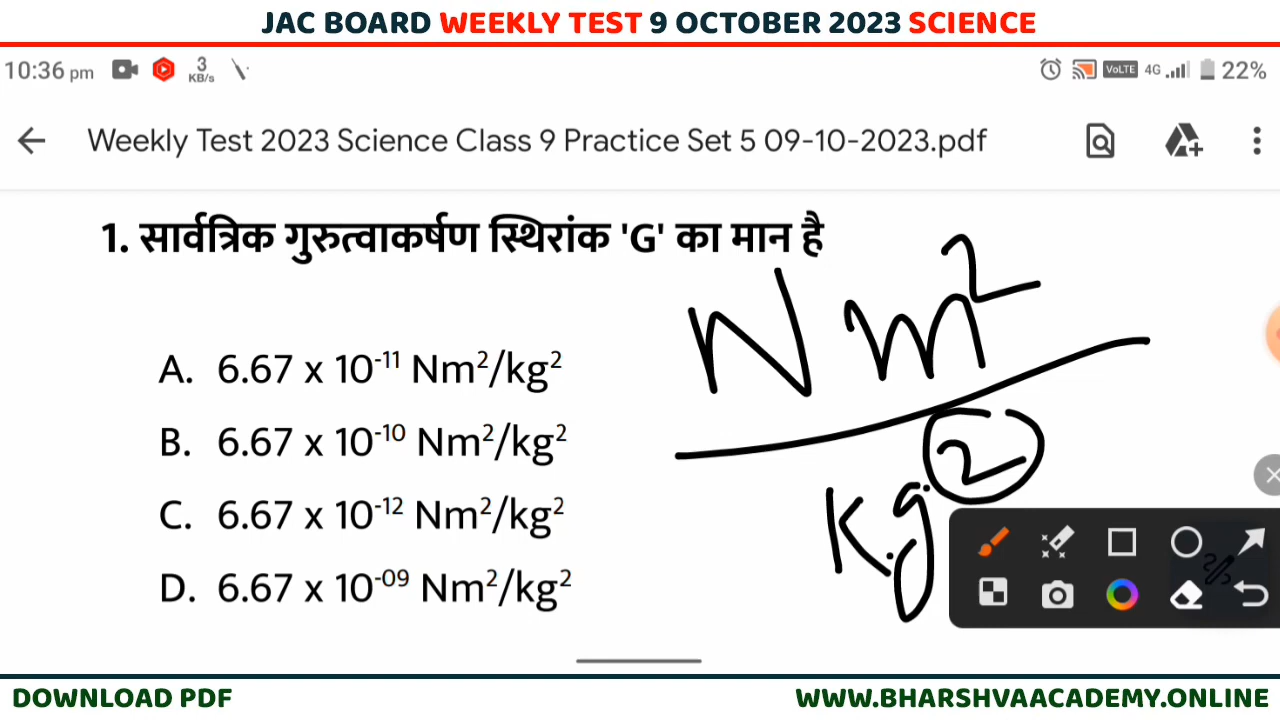 JAC BOARD WEEKLY TEST 9 OCTOBER 2023 SCIENCE
10:36 pm 3 KB/s VoLTE 4G 22%
Weekly Test 2023 Science Class 9 Practice Set 5 09-10-2023.pdf
1. सार्वत्रिक गुरुत्वाकर्षण स्थिरांक 'G' का मान है
A. 6.67 x 10⁻¹¹ Nm²/kg²
B. 6.67 x 10⁻¹⁰ Nm²/kg²
C. 6.67 x 10⁻¹² Nm²/kg²
D. 6.67 x 10⁻⁰⁹ Nm²/kg²
N m²
Kg²
DOWNLOAD PDF WWW.BHARSHVAACADEMY.ONLINE